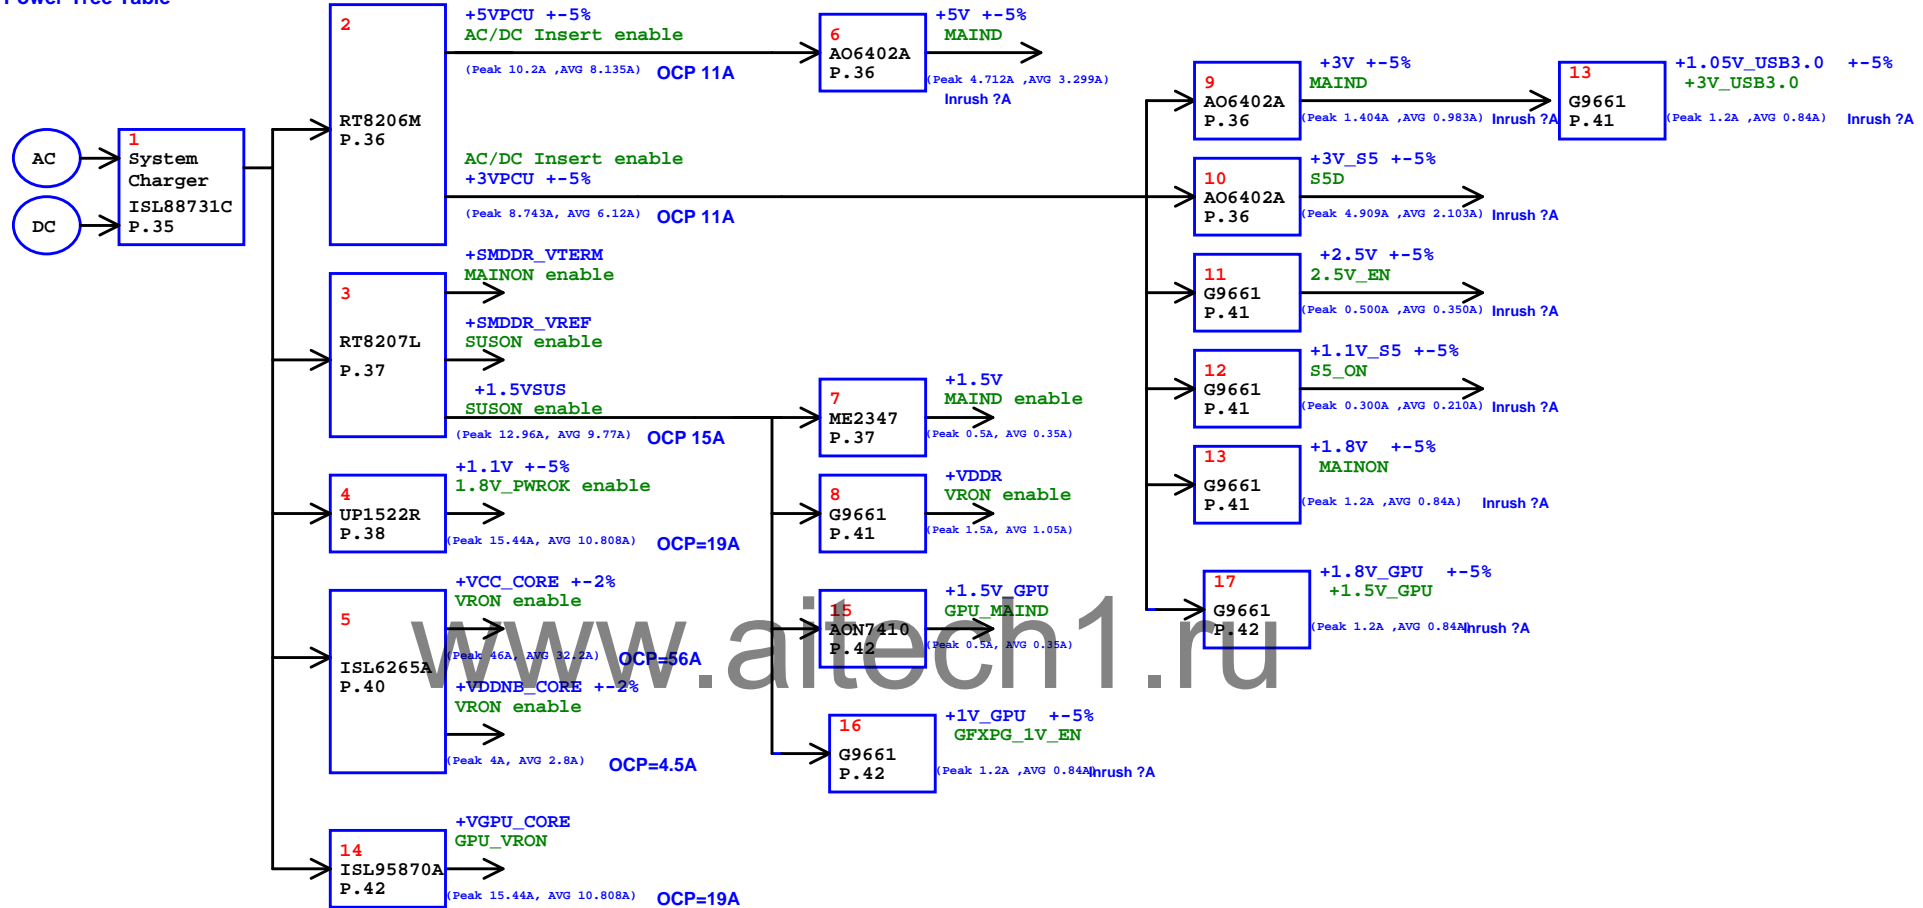 Power Tree Table
AC
DC
1
System
Charger
ISL88731C
P.35
2
RT8206M
P.36
+5VPCU +-5%
AC/DC Insert enable
(Peak 10.2A ,AVG 8.135A) OCP 11A
AC/DC Insert enable
+3VPCU +-5%
(Peak 8.743A, AVG 6.12A) OCP 11A
3
RT8207L
P.37
+SMDDR_VTERM
MAINON enable
+SMDDR_VREF
SUSON enable
+1.5VSUS
SUSON enable
(Peak 12.96A, AVG 9.77A) OCP 15A
4
UP1522R
P.38
+1.1V +-5%
1.8V_PWROK enable
(Peak 15.44A, AVG 10.808A) OCP=19A
5
ISL6265A
P.40
+VCC_CORE +-2%
VRON enable
(Peak 46A, AVG 32.2A) OCP=56A
+VDDNB_CORE +-2%
VRON enable
(Peak 4A, AVG 2.8A) OCP=4.5A
14
ISL95870A
P.42
+VGPU_CORE
GPU_VRON
(Peak 15.44A, AVG 10.808A) OCP=19A
6
AO6402A
P.36
+5V +-5%
MAIND
(Peak 4.712A ,AVG 3.299A)
Inrush ?A
7
ME2347
P.37
+1.5V
MAIND enable
(Peak 0.5A, AVG 0.35A)
8
G9661
P.41
+VDDR
VRON enable
(Peak 1.5A, AVG 1.05A)
15
AON7410
P.42
+1.5V_GPU
GPU_MAIND
(Peak 0.5A, AVG 0.35A)
16
G9661
P.42
+1V_GPU +-5%
GFXPG_1V_EN
(Peak 1.2A ,AVG 0.84A) Inrush ?A
9
AO6402A
P.36
+3V +-5%
MAIND
(Peak 1.404A ,AVG 0.983A) Inrush ?A
13
G9661
P.41
+1.05V_USB3.0 +-5%
+3V_USB3.0
(Peak 1.2A ,AVG 0.84A) Inrush ?A
10
AO6402A
P.36
+3V_S5 +-5%
S5D
(Peak 4.909A ,AVG 2.103A) Inrush ?A
11
G9661
P.41
+2.5V +-5%
2.5V_EN
(Peak 0.500A ,AVG 0.350A) Inrush ?A
12
G9661
P.41
+1.1V_S5 +-5%
S5_ON
(Peak 0.300A ,AVG 0.210A) Inrush ?A
13
G9661
P.41
+1.8V +-5%
MAINON
(Peak 1.2A ,AVG 0.84A) Inrush ?A
17
G9661
P.42
+1.8V_GPU +-5%
+1.5V_GPU
(Peak 1.2A ,AVG 0.84A) Inrush ?A
www.aitech1.ru